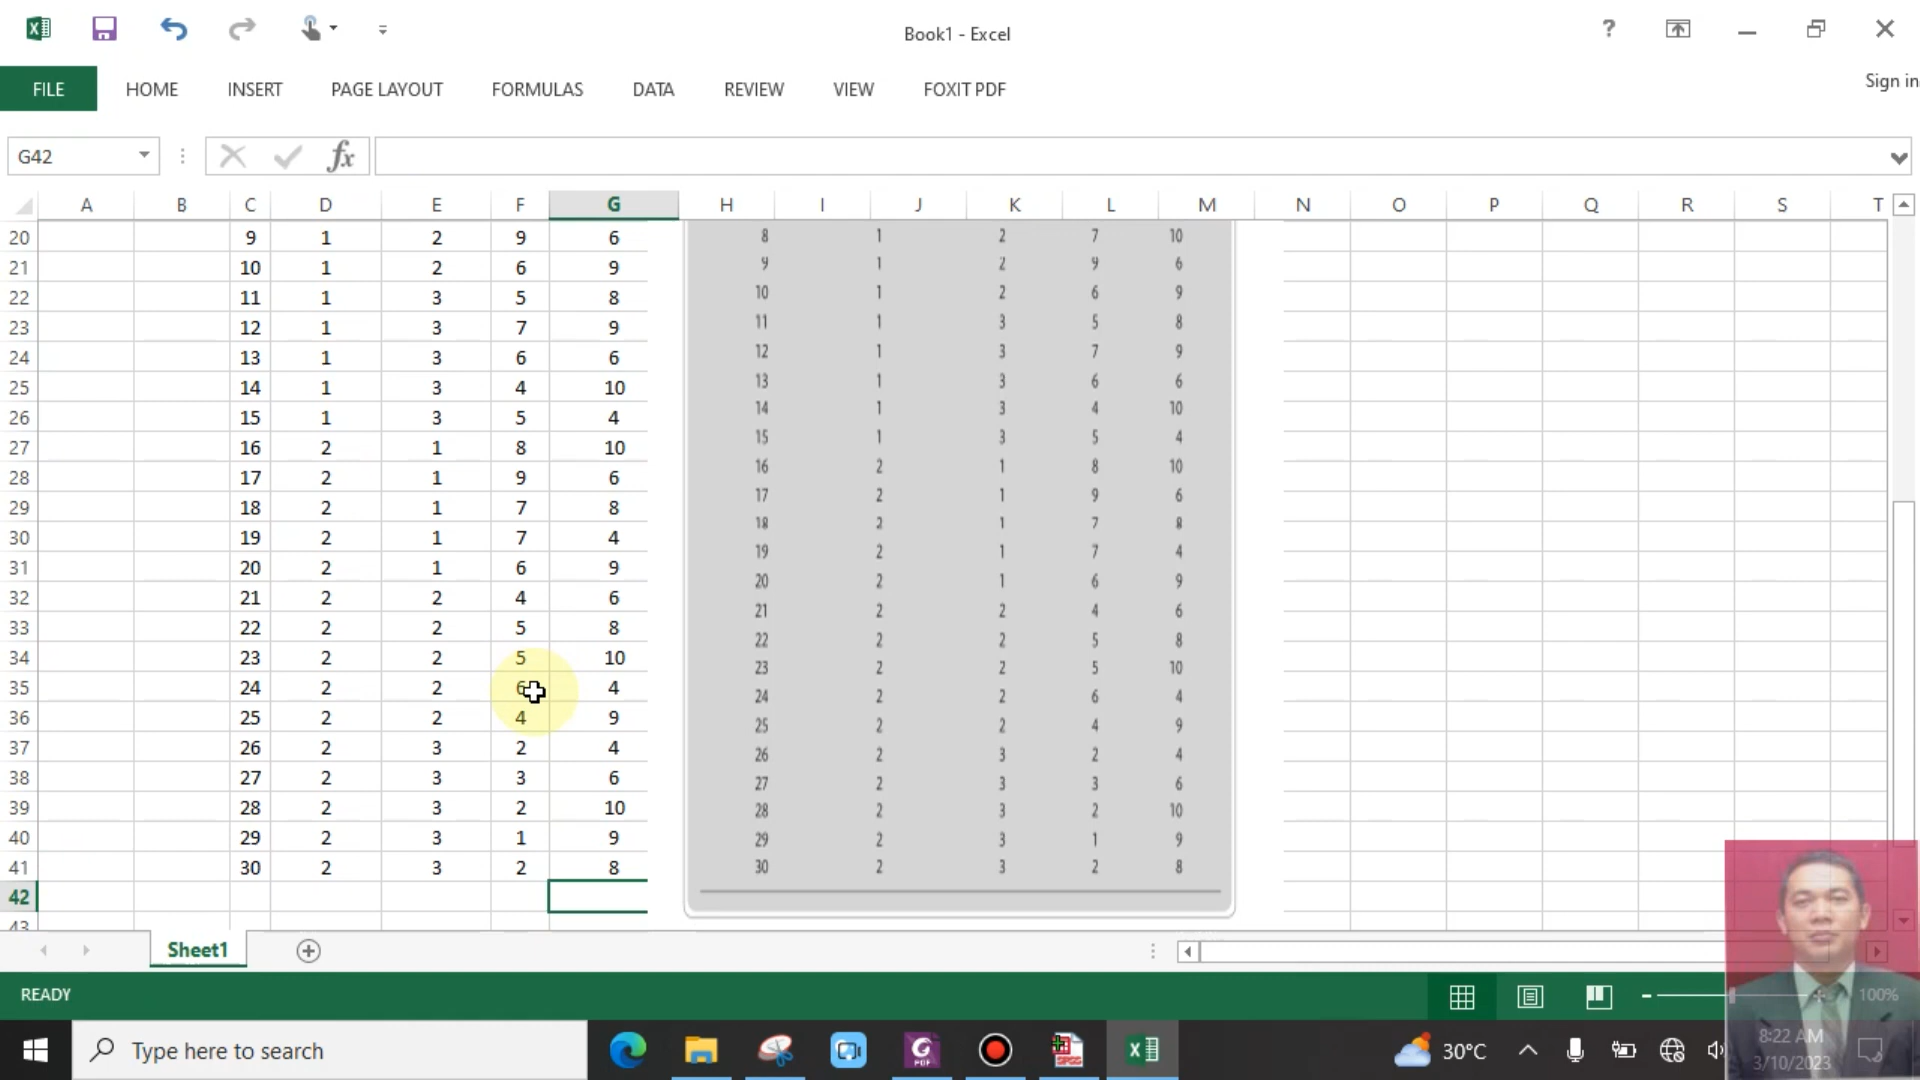 Book1 - Excel
?
Sign in
FILE HOME INSERT PAGE LAYOUT FORMULAS DATA REVIEW VIEW FOXIT PDF
G42 fx
A B C D E F G H I J K L M N O P Q R S T
20 9 1 2 9 6 8 1 2 7 10
21 10 1 2 6 9 9 1 2 9 6
22 11 1 3 5 8 10 1 2 6 9
23 12 1 3 7 9 11 1 3 5 8
24 13 1 3 6 6 12 1 3 7 9
25 14 1 3 4 10 13 1 3 6 6
26 15 1 3 5 4 14 1 3 4 10
27 16 2 1 8 10 15 1 3 5 4
28 17 2 1 9 6 16 2 1 8 10
29 18 2 1 7 8 17 2 1 9 6
30 19 2 1 7 4 18 2 1 7 8
31 20 2 1 6 9 19 2 1 7 4
32 21 2 2 4 6 20 2 1 6 9
33 22 2 2 5 8 21 2 2 4 6
34 23 2 2 5 10 22 2 2 5 8
35 24 2 2 6 4 23 2 2 5 10
36 25 2 2 4 9 24 2 2 6 4
37 26 2 3 2 4 25 2 2 4 9
38 27 2 3 3 6 26 2 3 2 4
39 28 2 3 2 10 27 2 3 3 6
40 29 2 3 1 9 28 2 3 2 10
41 30 2 3 2 8 29 2 3 1 9
42 30 2 3 2 8
43
Sheet1
READY
100%
Type here to search
PDF
SPSS
30°C
8:22 AM
3/10/2023